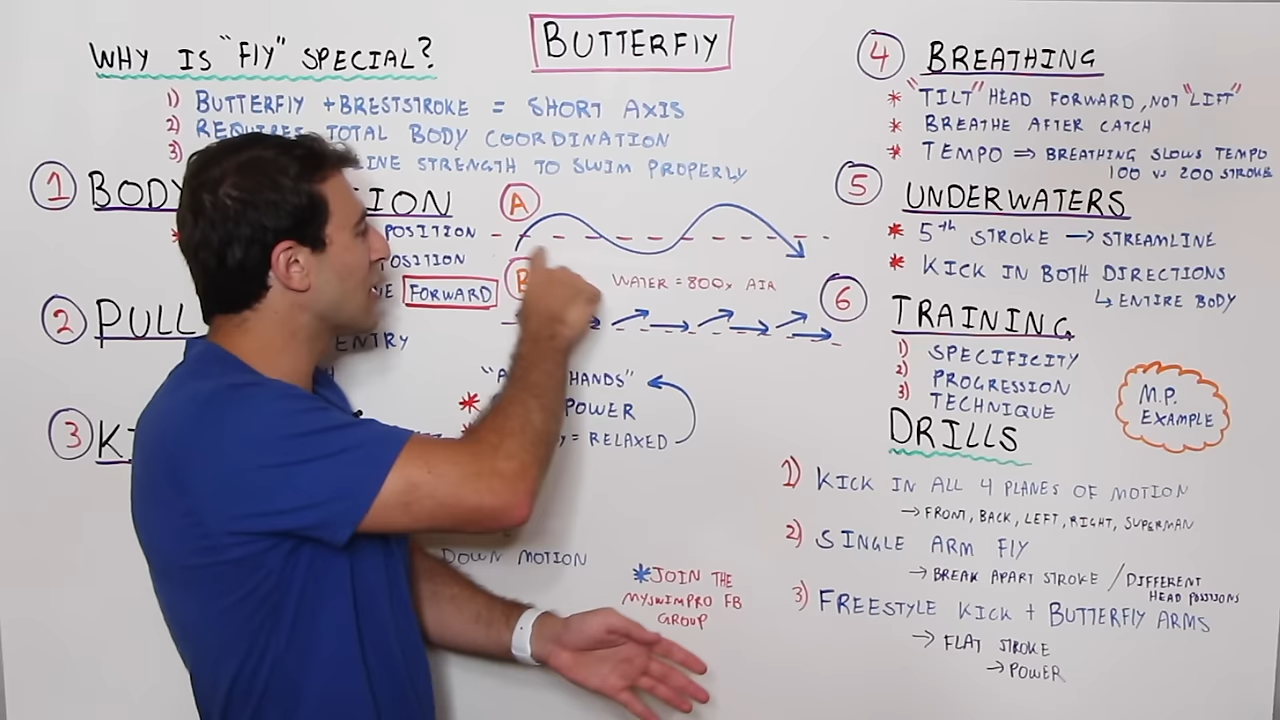 BUTTERFLY
WHY IS "FLY" SPECIAL?
1) BUTTERFLY + BRESTSTROKE = SHORT AXIS
2) REQUIRES TOTAL BODY COORDINATION
3) LINE STRENGTH TO SWIM PROPERLY
1 BODY
POSITION
POSITION
FORWARD
A
B
WATER = 800x AIR
2 PULL
ENTRY
HANDS"
POWER
= RELAXED
3
DOWN MOTION
*JOIN THE
MYSWIMPRO FB
GROUP
4 BREATHING
* "TILT" HEAD FORWARD, NOT "LIFT"
* BREATHE AFTER CATCH
* TEMPO ⇒ BREATHING SLOWS TEMPO
100 vs 200 STROKE
5 UNDERWATERS
* 5th STROKE → STREAMLINE
* KICK IN BOTH DIRECTIONS
↳ ENTIRE BODY
6 TRAINING
1) SPECIFICITY
2) PROGRESSION
3) TECHNIQUE
M.P.
EXAMPLE
DRILLS
1) KICK IN ALL 4 PLANES OF MOTION
→ FRONT, BACK, LEFT, RIGHT, SUPERMAN
2) SINGLE ARM FLY
→ BREAK APART STROKE / DIFFERENT
HEAD POSITIONS
3) FREESTYLE KICK + BUTTERFLY ARMS
→ FLAT STROKE
→ POWER